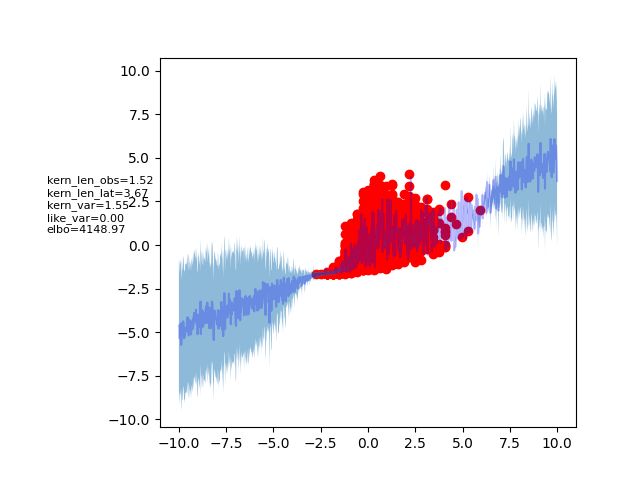 10.0
7.5
5.0
kern_len_obs=1.52
kern_len_lat=3.67
kern_var=1.55
2.5
like_var=0.00
elbo=4148.97
0.0
−2.5
−5.0
−7.5
−10.0
−10.0 −7.5 −5.0 −2.5 0.0 2.5 5.0 7.5 10.0